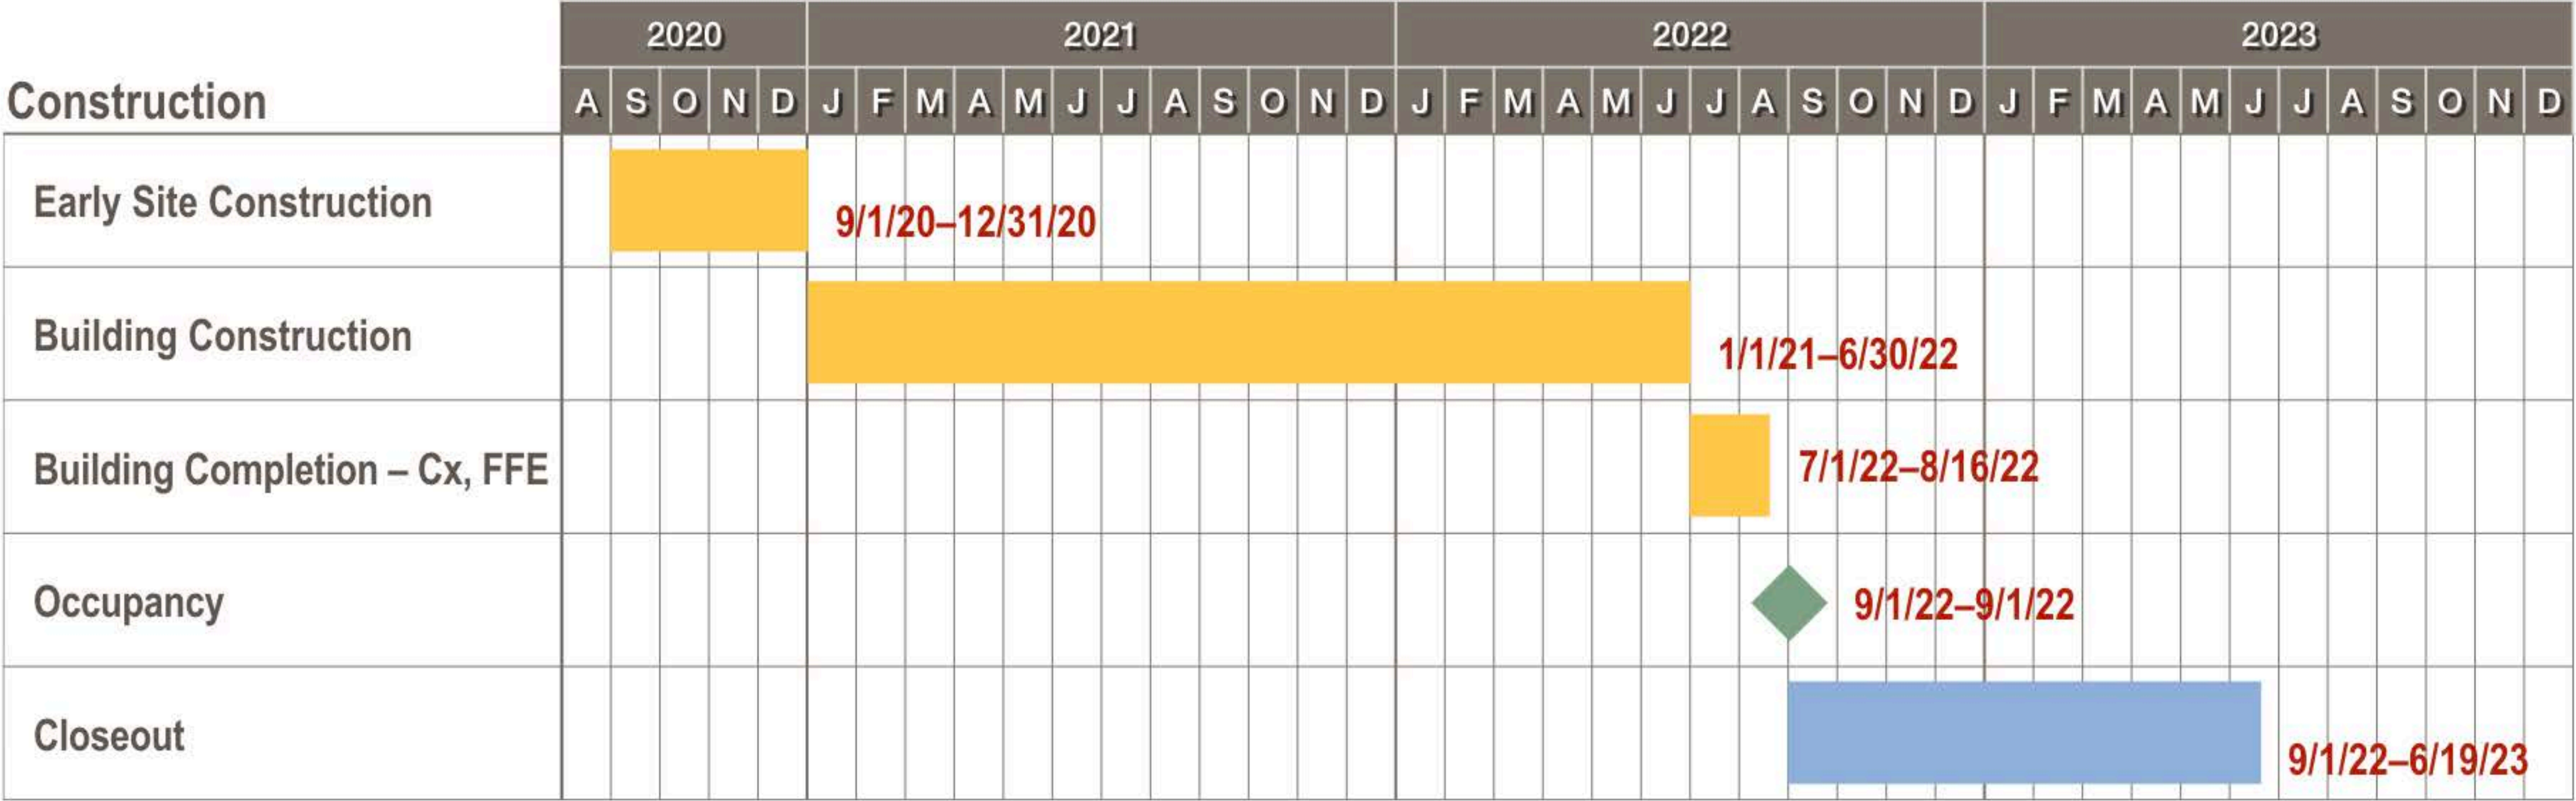 2020 2021 2022 2023
Construction A S O N D J F M A M J J A S O N D J F M A M J J A S O N D J F M A M J J A S O N D
Early Site Construction 9/1/20–12/31/20
Building Construction 1/1/21–6/30/22
Building Completion – Cx, FFE 7/1/22–8/16/22
Occupancy 9/1/22–9/1/22
Closeout 9/1/22–6/19/23